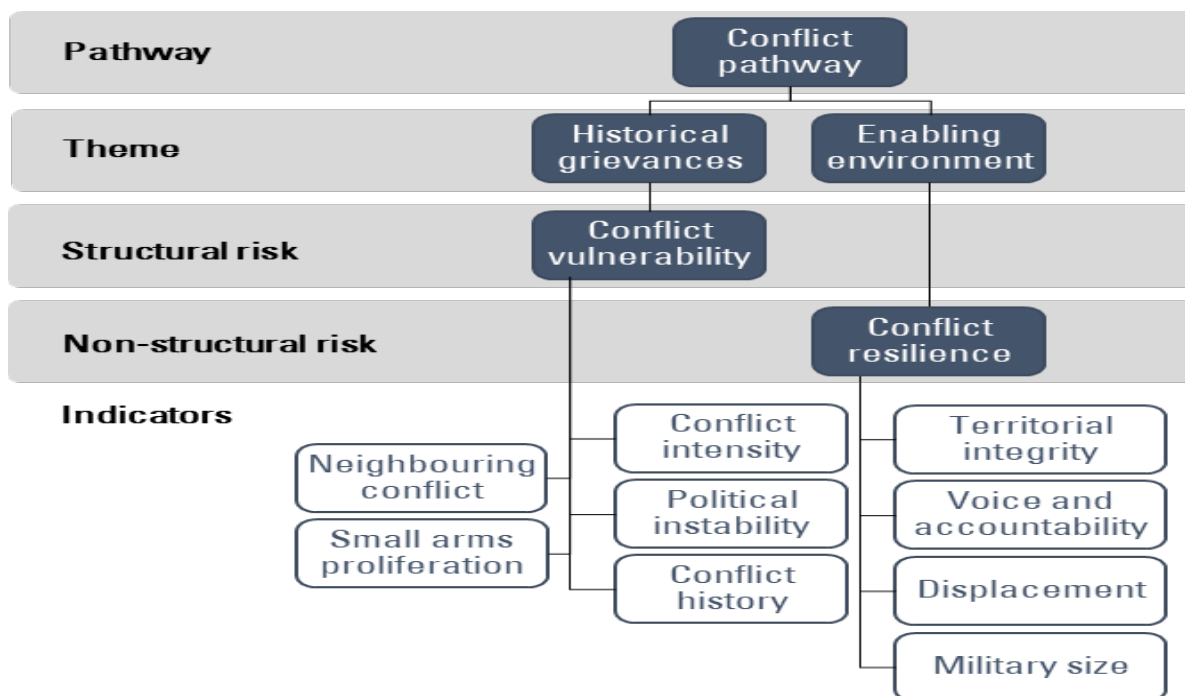 Pathway
Conflict
pathway
Theme
Historical
grievances
Enabling
environment
Structural risk
Conflict
vulnerability
Non-structural risk
Conflict
resilience
Indicators
Neighbouring
conflict
Small arms
proliferation
Conflict
intensity
Political
instability
Conflict
history
Territorial
integrity
Voice and
accountability
Displacement
Military size